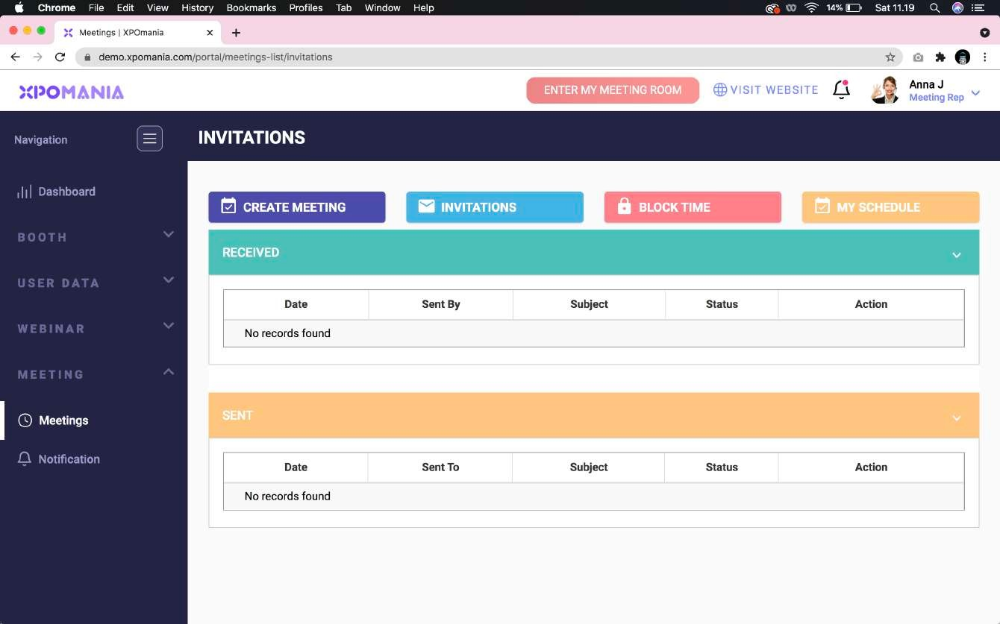 Chrome File Edit View History Bookmarks Profiles Tab Window Help 14% Sat 11.19
Meetings | XPOmania
demo.xpomania.com/portal/meetings-list/invitations
XPOMANIA
ENTER MY MEETING ROOM
VISIT WEBSITE
Anna J
Meeting Rep
Navigation
INVITATIONS
Dashboard
BOOTH
USER DATA
WEBINAR
MEETING
Meetings
Notification
CREATE MEETING
INVITATIONS
BLOCK TIME
MY SCHEDULE
RECEIVED
Date Sent By Subject Status Action
No records found
SENT
Date Sent To Subject Status Action
No records found